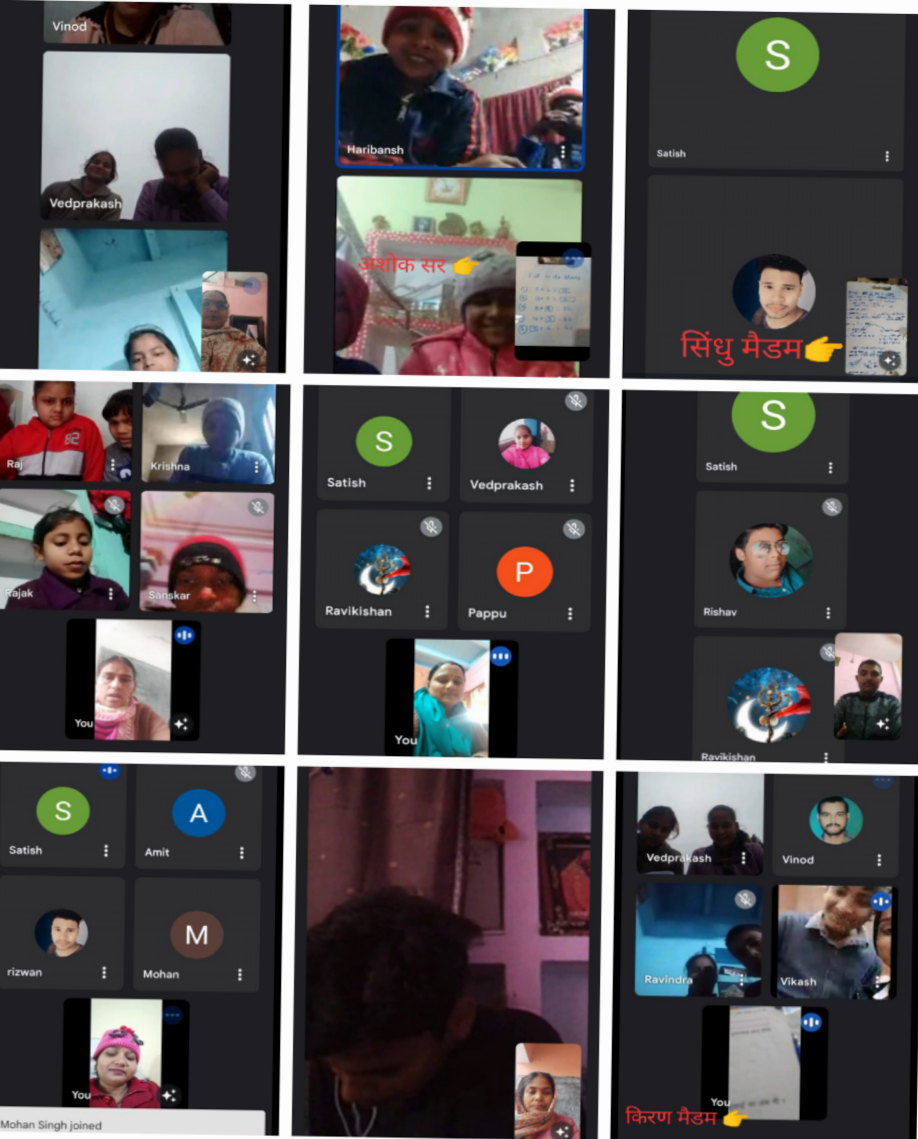 Vinod
Vedprakash
Haribansh
अशोक सर
S
Satish
सिंधु मैडम
Raj
Krishna
Rajak
Sanskar
You
S
Satish
Vedprakash
Ravikishan
P
Pappu
You
S
Satish
Rishav
Ravikishan
S
Satish
A
Amit
rizwan
M
Mohan
You
Mohan Singh joined
Vedprakash
Vinod
Ravindra
Vikash
You
किरण मैडम